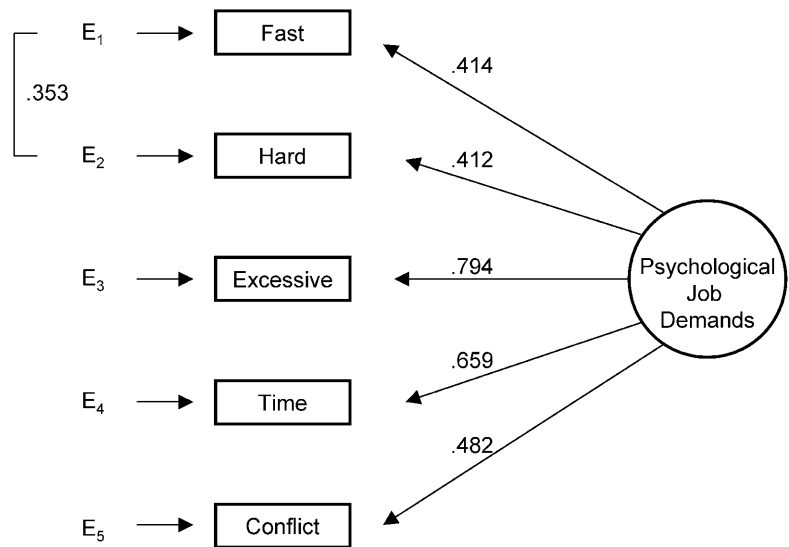 E1
Fast
.414
.353
E2
Hard
.412
E3
Excessive
.794
Psychological
Job
Demands
E4
Time
.659
.482
E5
Conflict